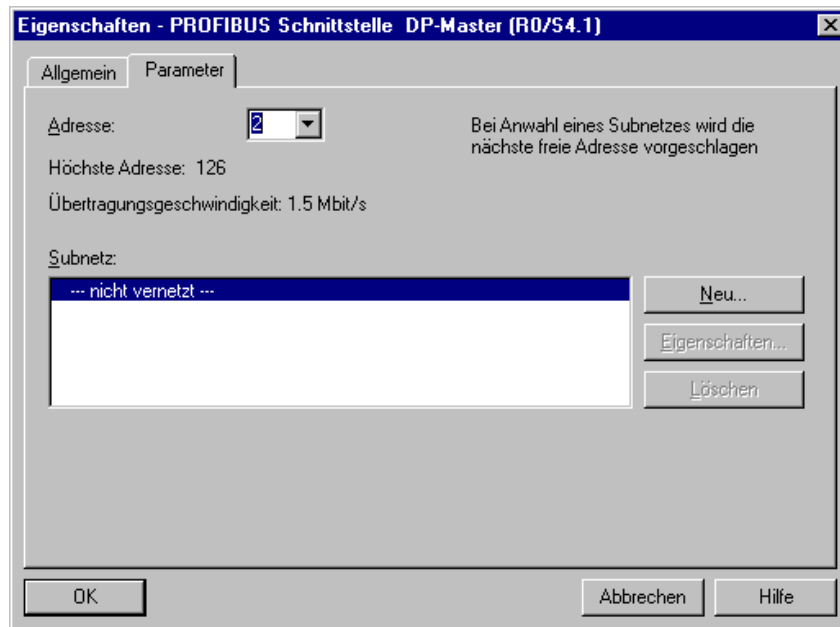 Eigenschaften - PROFIBUS Schnittstelle DP-Master (R0/S4.1)
Allgemein
Parameter
Adresse:
2
Bei Anwahl eines Subnetzes wird die
nächste freie Adresse vorgeschlagen
Höchste Adresse: 126
Übertragungsgeschwindigkeit: 1.5 Mbit/s
Subnetz:
--- nicht vernetzt ---
Neu...
Eigenschaften...
Löschen
OK
Abbrechen
Hilfe